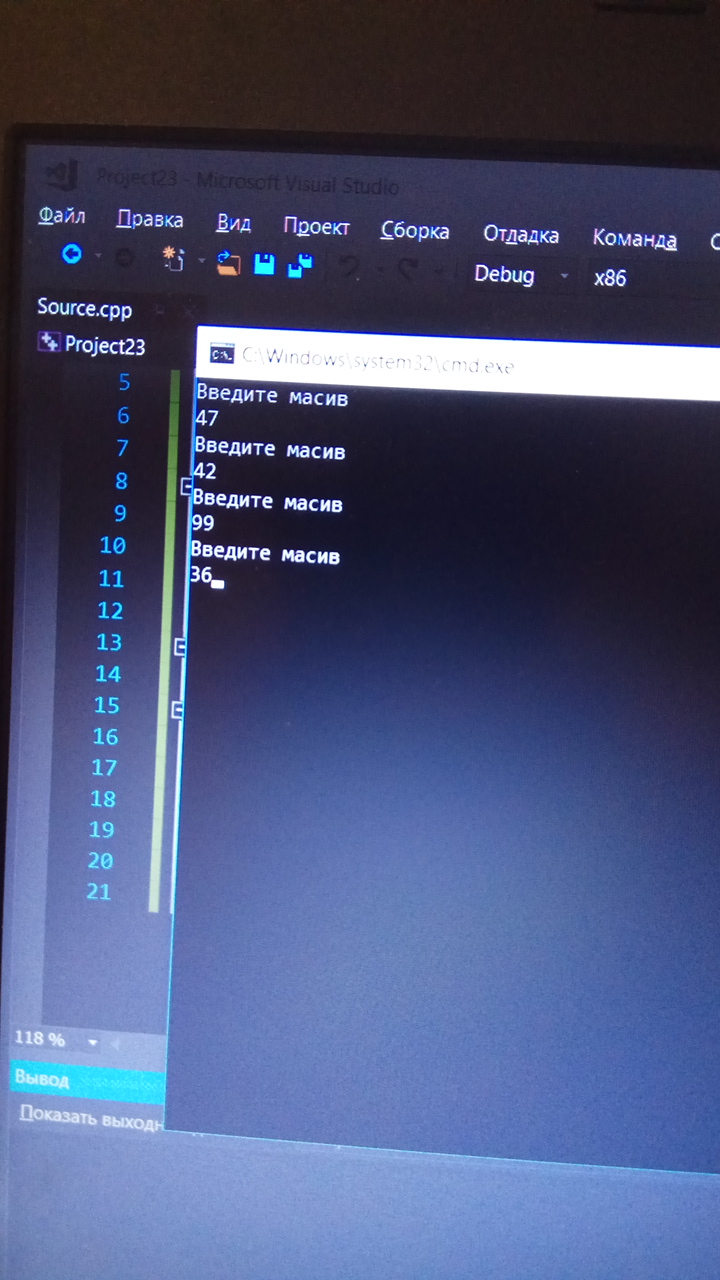 Project23 - Microsoft Visual Studio
Файл Правка Вид Проект Сборка Отладка Команда
Debug x86
Source.cpp
Project23
C:\Windows\system32\cmd.exe
5
6
7
8
9
10
11
12
13
14
15
16
17
18
19
20
21
Введите масив
47
Введите масив
42
Введите масив
99
Введите масив
36
118 %
Вывод
Показать выходн